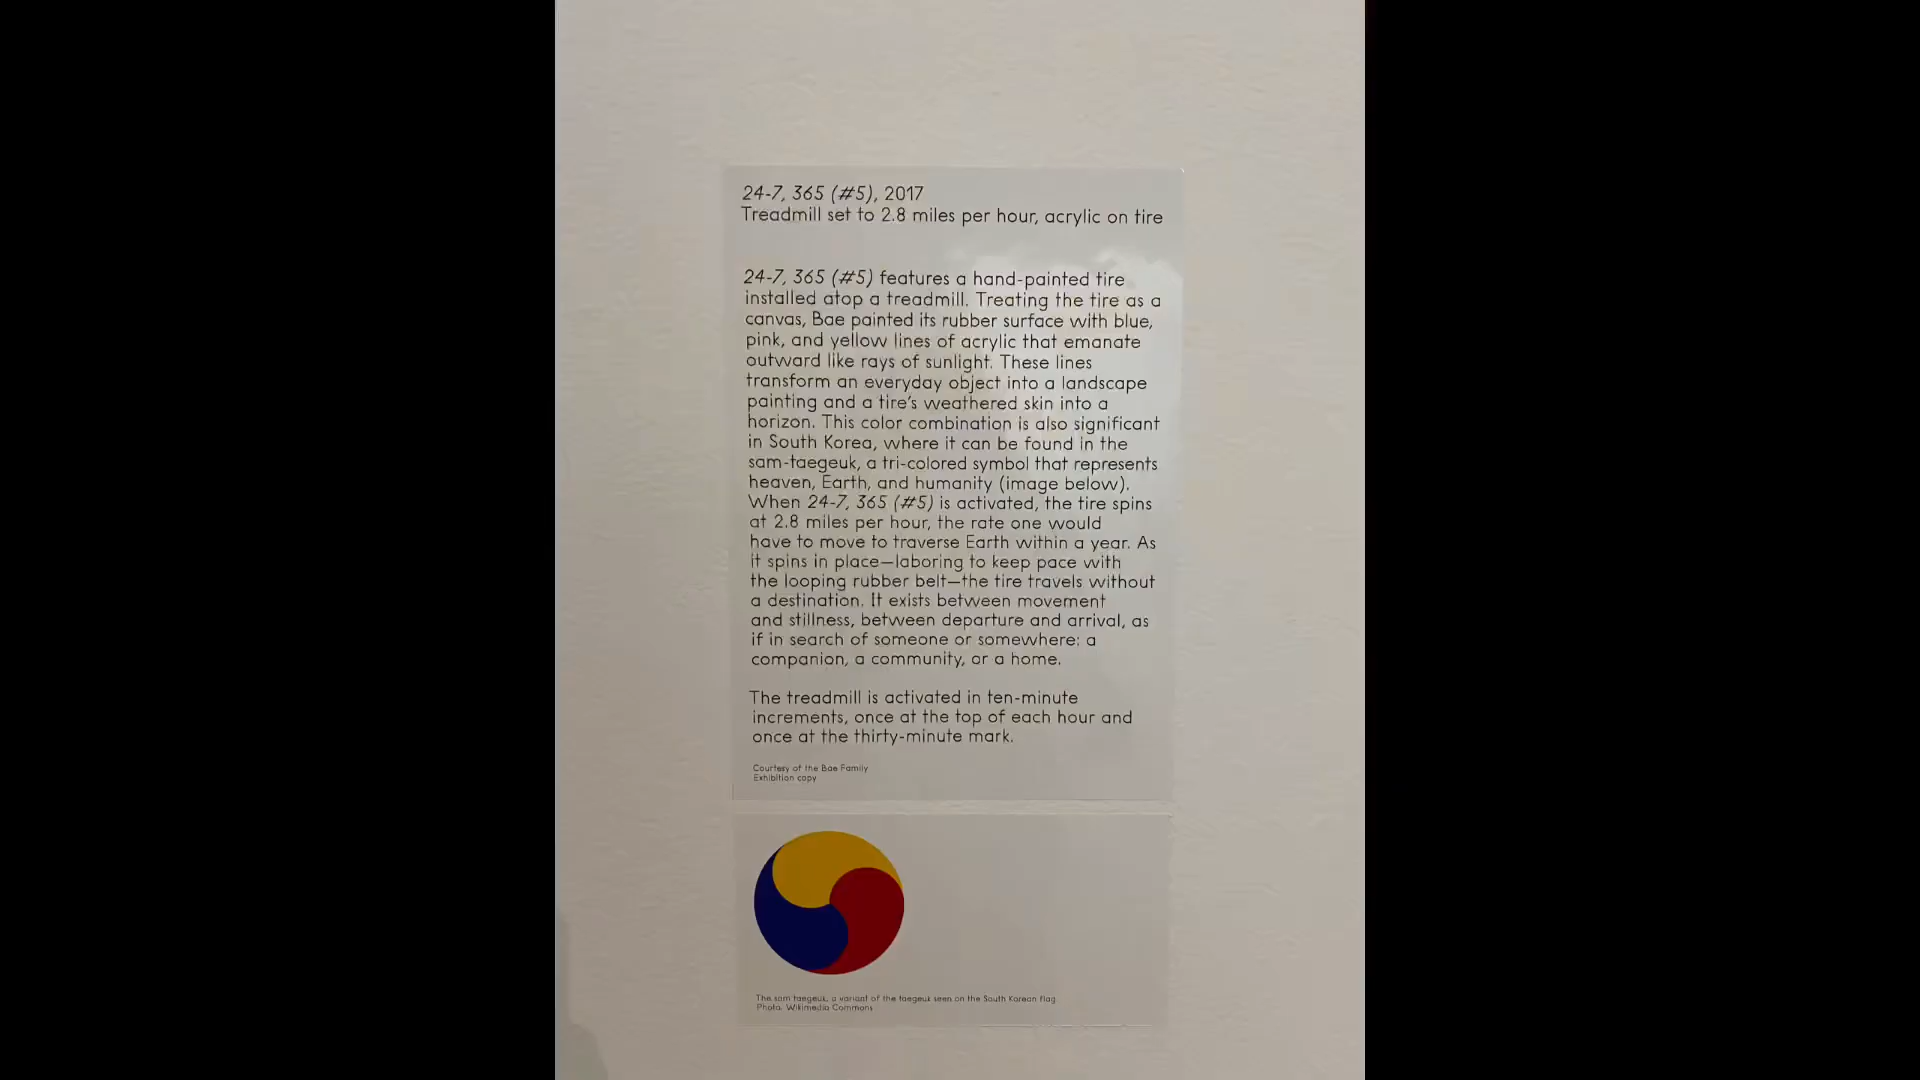 24-7, 365 (#5), 2017
Treadmill set to 2.8 miles per hour, acrylic on tire
24-7, 365 (#5) features a hand-painted tire
installed atop a treadmill. Treating the tire as a
canvas, Bae painted its rubber surface with blue,
pink, and yellow lines of acrylic that emanate
outward like rays of sunlight. These lines
transform an everyday object into a landscape
painting and a tire's weathered skin into a
horizon. This color combination is also significant
in South Korea, where it can be found in the
sam-taegeuk, a tri-colored symbol that represents
heaven, Earth, and humanity (image below).
When 24-7, 365 (#5) is activated, the tire spins
at 2.8 miles per hour, the rate one would
have to move to traverse Earth within a year. As
it spins in place—laboring to keep pace with
the looping rubber belt—the tire travels without
a destination. It exists between movement
and stillness, between departure and arrival, as
if in search of someone or somewhere: a
companion, a community, or a home.
The treadmill is activated in ten-minute
increments, once at the top of each hour and
once at the thirty-minute mark.
Courtesy of the Bae Family
Exhibition copy
The sam taegeuk, a variant of the taegeuk seen on the South Korean flag
Photo: Wikimedia Commons